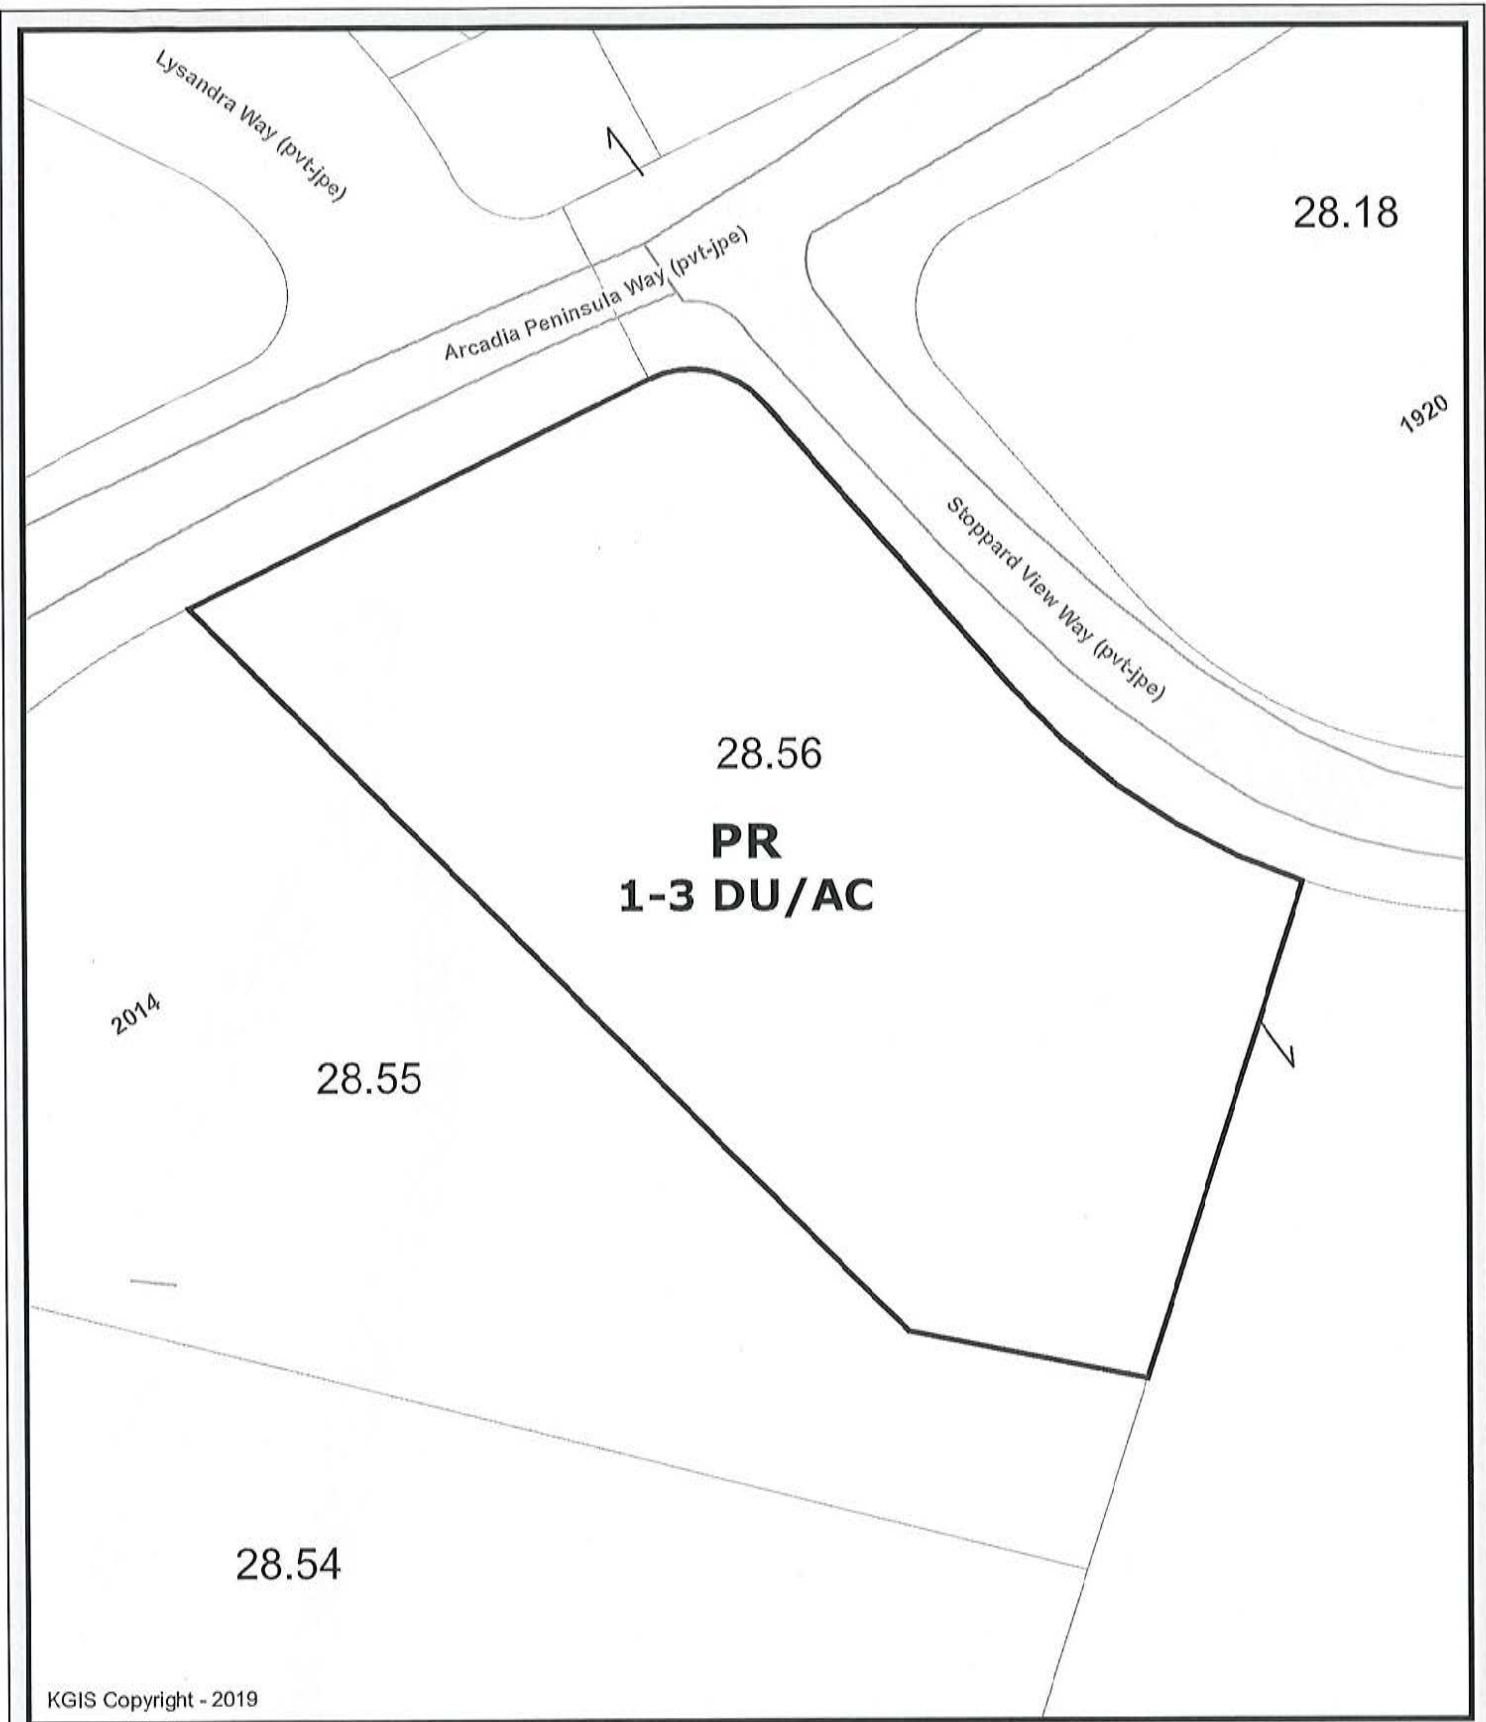 Lysandra Way (pvt-jpe)
28.18
Arcadia Peninsula Way (pvt-jpe)
1920
Stoppard View Way (pvt-jpe)
28.56
PR
1-3 DU/AC
2014
28.55
28.54
KGIS Copyright - 2019